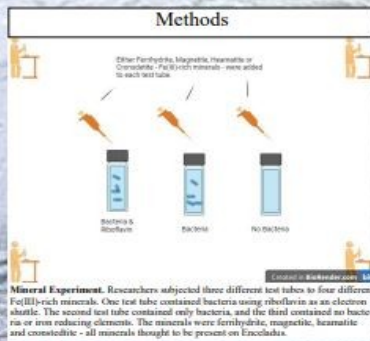 Methods
Either Ferrihydrite, Magnetite, Heamatite or
Cronstedtite - Fe(III)-rich minerals - were added
to each test tube
Bacteria &
Riboflavin
Bacteria
No Bacteria
Created in BioRender.com
Mineral Experiment. Researchers subjected three different test tubes to four different
Fe(III)-rich minerals. One test tube contained bacteria using riboflavin as an electron
shuttle. The second test tube contained only bacteria, and the third contained no bacte-
ria or iron reducing elements. The minerals were ferrihydrite, magnetite, heamatite
and cronstedtite - all minerals thought to be present on Enceladus.